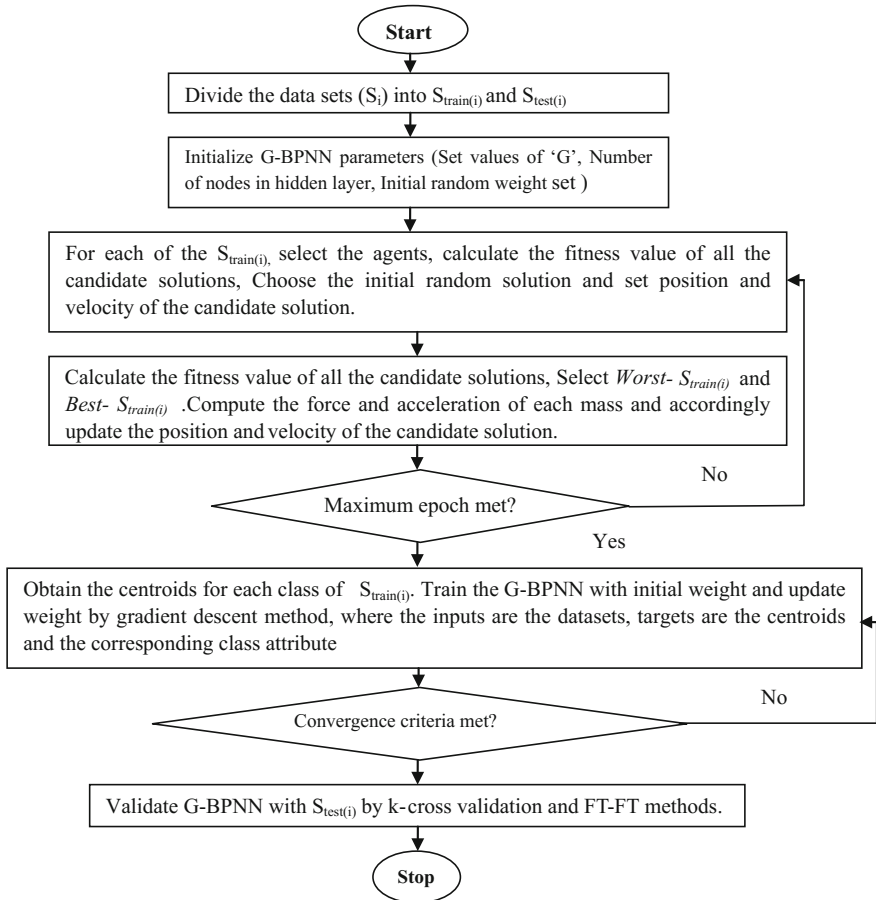 Start
Divide the data sets (Si) into Strain(i) and Stest(i)
Initialize G-BPNN parameters (Set values of ‘G’, Number
of nodes in hidden layer, Initial random weight set )
For each of the Strain(i), select the agents, calculate the fitness value of all the
candidate solutions, Choose the initial random solution and set position and
velocity of the candidate solution.
Calculate the fitness value of all the candidate solutions, Select Worst- Strain(i) and
Best- Strain(i) .Compute the force and acceleration of each mass and accordingly
update the position and velocity of the candidate solution.
No
Maximum epoch met?
Yes
Obtain the centroids for each class of Strain(i). Train the G-BPNN with initial weight and update
weight by gradient descent method, where the inputs are the datasets, targets are the centroids
and the corresponding class attribute
No
Convergence criteria met?
Validate G-BPNN with Stest(i) by k-cross validation and FT-FT methods.
Stop